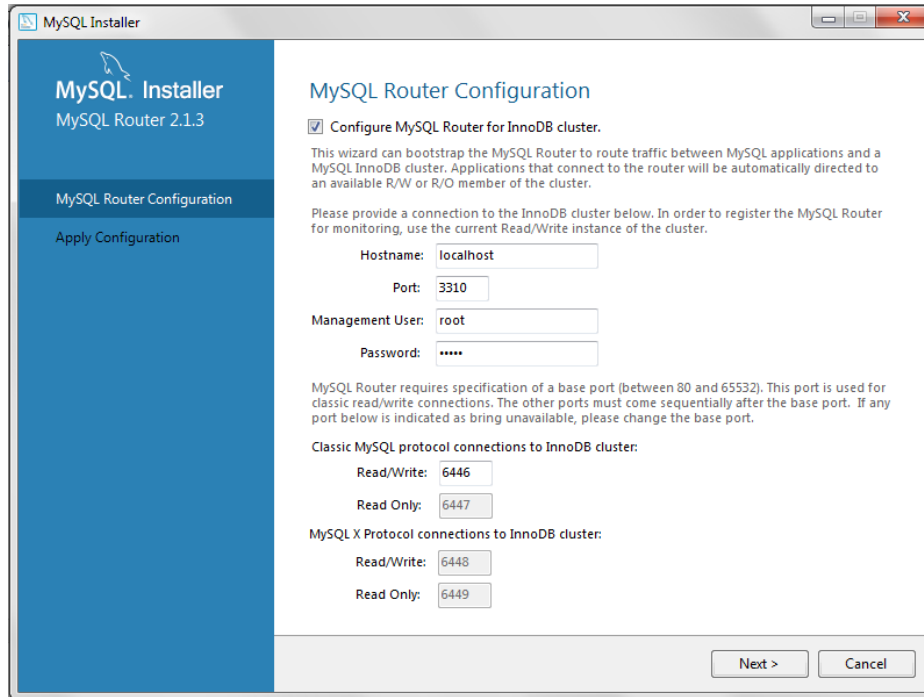 MySQL Installer
MySQL. Installer
MySQL Router 2.1.3
MySQL Router Configuration
Apply Configuration
MySQL Router Configuration
Configure MySQL Router for InnoDB cluster.
This wizard can bootstrap the MySQL Router to route traffic between MySQL applications and a
MySQL InnoDB cluster. Applications that connect to the router will be automatically directed to
an available R/W or R/O member of the cluster.
Please provide a connection to the InnoDB cluster below. In order to register the MySQL Router
for monitoring, use the current Read/Write instance of the cluster.
Hostname: localhost
Port: 3310
Management User: root
Password: •••••
MySQL Router requires specification of a base port (between 80 and 65532). This port is used for
classic read/write connections. The other ports must come sequentially after the base port. If any
port below is indicated as bring unavailable, please change the base port.
Classic MySQL protocol connections to InnoDB cluster:
Read/Write: 6446
Read Only: 6447
MySQL X Protocol connections to InnoDB cluster:
Read/Write: 6448
Read Only: 6449
Next > Cancel